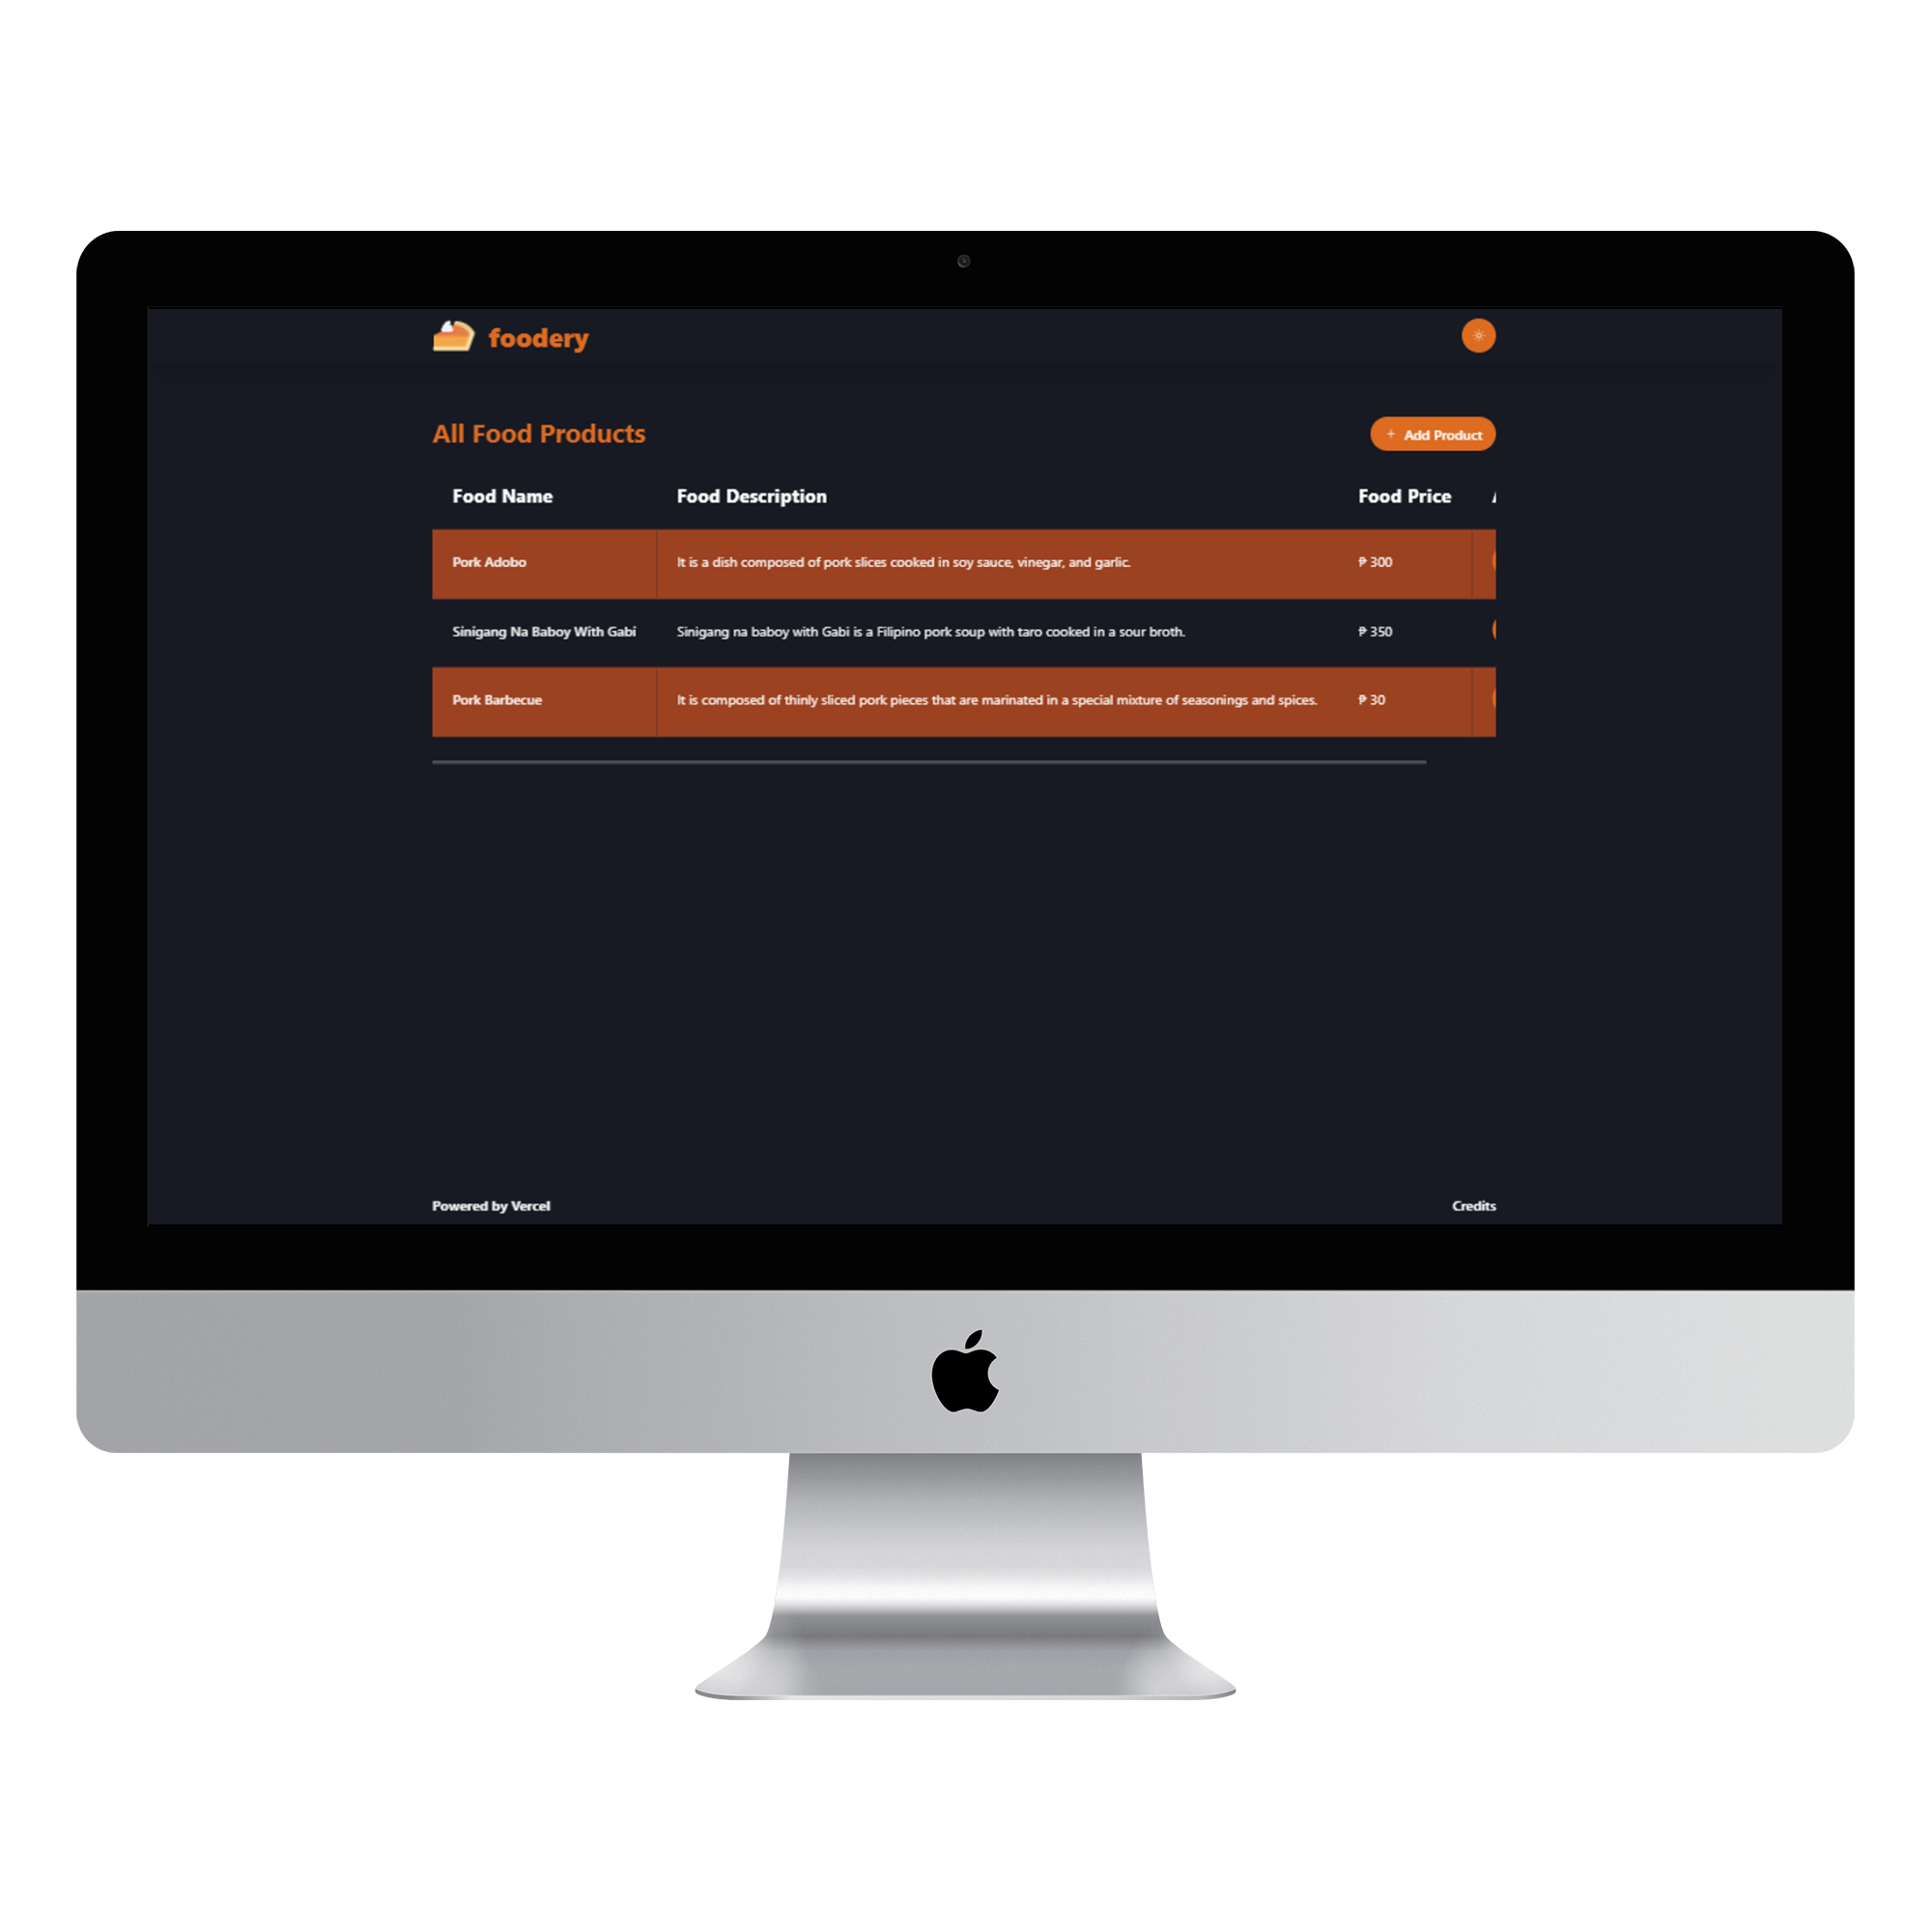 foodery
All Food Products
+ Add Product
Food Name Food Description Food Price
Pork Adobo It is a dish composed of pork slices cooked in soy sauce, vinegar, and garlic. ₱ 300
Sinigang Na Baboy With Gabi Sinigang na baboy with Gabi is a Filipino pork soup with taro cooked in a sour broth. ₱ 350
Pork Barbecue It is composed of thinly sliced pork pieces that are marinated in a special mixture of seasonings and spices. ₱ 30
Powered by Vercel Credits